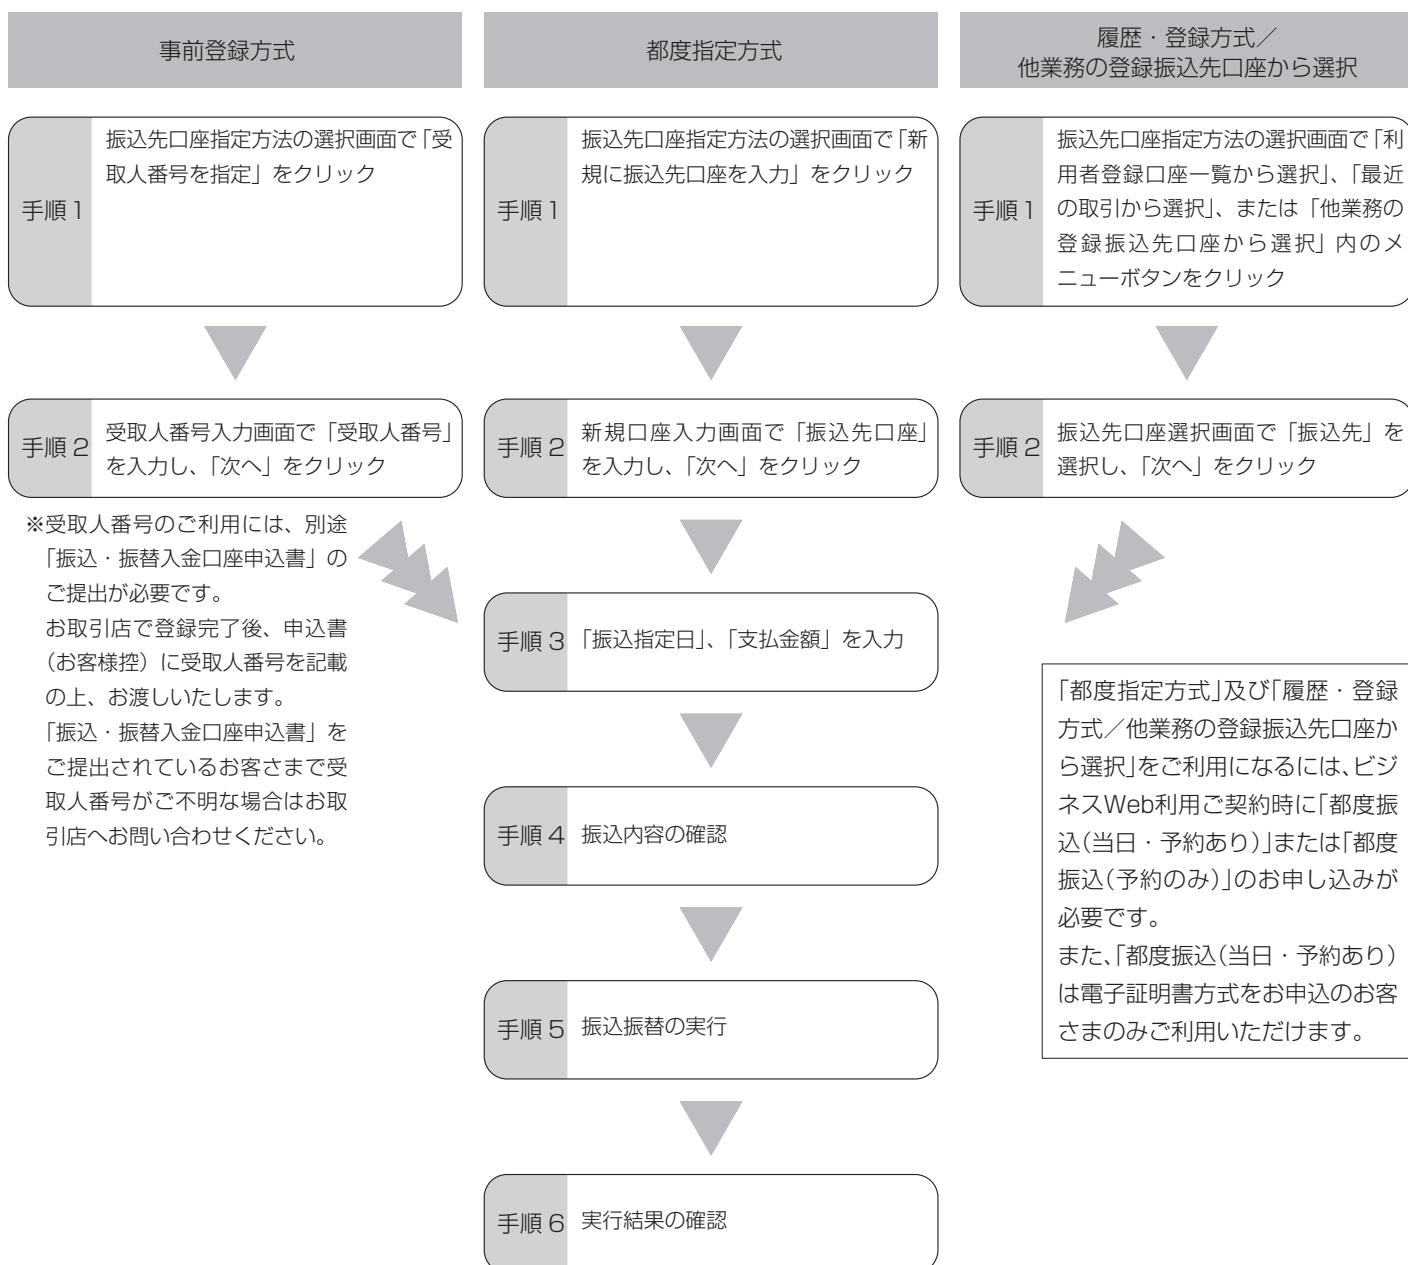 事前登録方式
都度指定方式
履歴・登録方式／
他業務の登録振込先口座から選択
手順1
振込先口座指定方法の選択画面で「受
取人番号を指定」をクリック
手順1
振込先口座指定方法の選択画面で「新
規に振込先口座を入力」をクリック
手順1
振込先口座指定方法の選択画面で「利
用者登録口座一覧から選択」、「最近
の取引から選択」、または「他業務の
登録振込先口座から選択」内のメ
ニューボタンをクリック
手順2
受取人番号入力画面で「受取人番号」
を入力し、「次へ」をクリック
手順2
新規口座入力画面で「振込先口座」
を入力し、「次へ」をクリック
手順2
振込先口座選択画面で「振込先」を
選択し、「次へ」をクリック
※受取人番号のご利用には、別途
「振込・振替入金口座申込書」の
ご提出が必要です。
お取引店で登録完了後、申込書
（お客様控）に受取人番号を記載
の上、お渡しいたします。
「振込・振替入金口座申込書」を
ご提出されているお客さまで受
取人番号がご不明な場合はお取
引店へお問い合わせください。
手順3
「振込指定日」、「支払金額」を入力
手順4
振込内容の確認
手順5
振込振替の実行
手順6
実行結果の確認
「都度指定方式」及び「履歴・登録
方式／他業務の登録振込先口座か
ら選択」をご利用になるには、ビジ
ネスWeb利用ご契約時に「都度振
込（当日・予約あり）」または「都度
振込（予約のみ）」のお申し込みが
必要です。
また、「都度振込（当日・予約あり）
は電子証明書方式をお申込のお客
さまのみご利用いただけます。